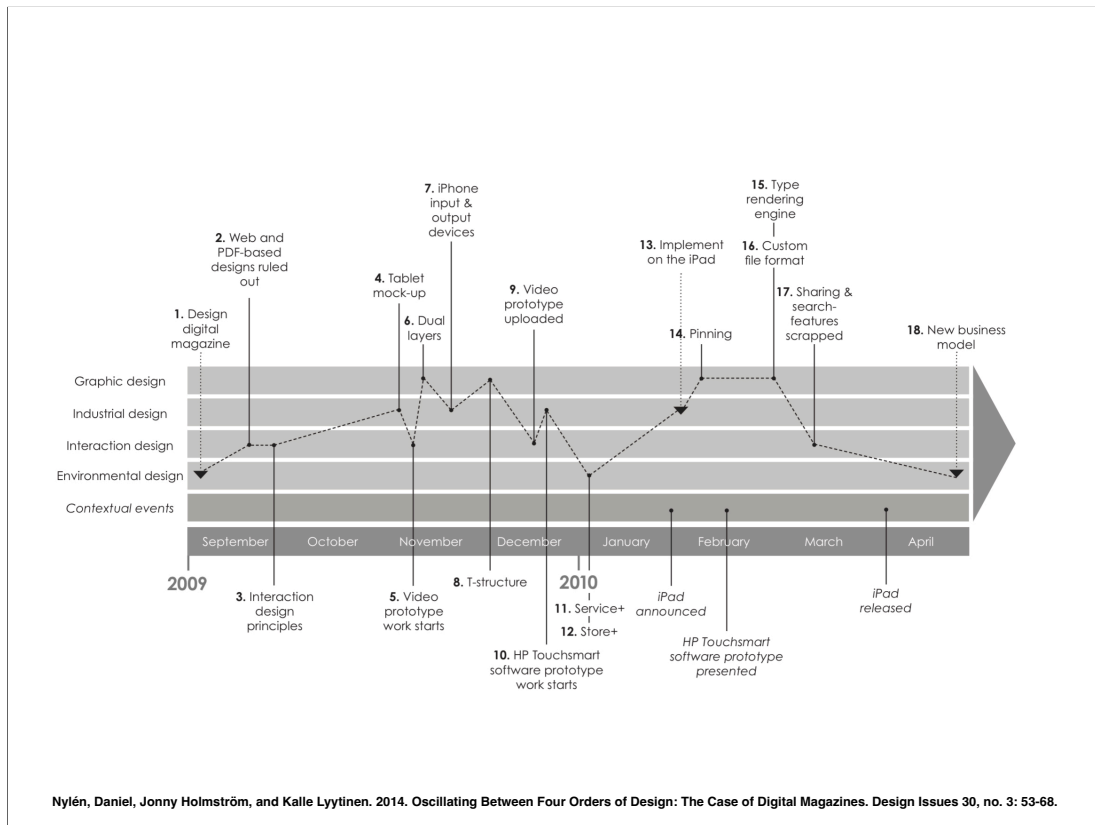 15. Type
rendering
engine
7. iPhone
input &
output
devices
2. Web and
PDF-based
designs ruled
out
13. Implement
on the iPad
16. Custom
file format
4. Tablet
mock-up
9. Video
prototype
uploaded
17. Sharing &
search-
features
scrapped
1. Design
digital
magazine
6. Dual
layers
14. Pinning
18. New business
model
Graphic design
Industrial design
Interaction design
Environmental design
Contextual events
September October November December January February March April
2009 2010
3. Interaction
design
principles
5. Video
prototype
work starts
8. T-structure
11. Service+
12. Store+
10. HP Touchsmart
software prototype
work starts
iPad
announced
HP Touchsmart
software prototype
presented
iPad
released
Nylén, Daniel, Jonny Holmström, and Kalle Lyytinen. 2014. Oscillating Between Four Orders of Design: The Case of Digital Magazines. Design Issues 30, no. 3: 53-68.